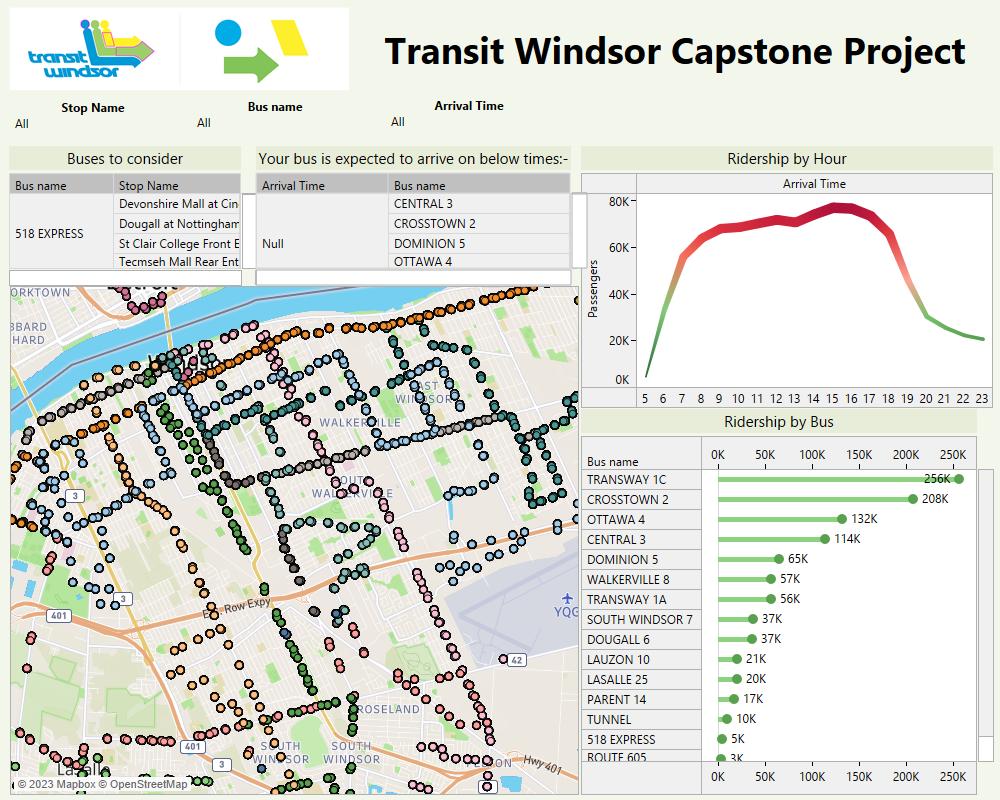 transit windsor
Transit Windsor Capstone Project
Stop Name
All
Bus name
All
Arrival Time
All
Buses to consider
Bus name Stop Name
518 EXPRESS
Devonshire Mall at Cin
Dougall at Nottingham
St Clair College Front E
Tecmseh Mall Rear Ent
Your bus is expected to arrive on below times:-
Arrival Time Bus name
Null
CENTRAL 3
CROSSTOWN 2
DOMINION 5
OTTAWA 4
ORKTOWN
BBARD
HARD
EAST
WINDSOR
WALKERVILLE
SOUTH
WALKERVILLE
3
3
401
Row Expy
YQG
42
ROSELAND
401
3
SOUTH
WINDSOR
SOUTH
WINDSOR
Hwy 401
© 2023 Mapbox © OpenStreetMap
Ridership by Hour
Arrival Time
Passengers
80K
60K
40K
20K
0K
5 6 7 8 9 10 11 12 13 14 15 16 17 18 19 20 21 22 23
Ridership by Bus
Bus name
0K 50K 100K 150K 200K 250K
TRANSWAY 1C 256K
CROSSTOWN 2 208K
OTTAWA 4 132K
CENTRAL 3 114K
DOMINION 5 65K
WALKERVILLE 8 57K
TRANSWAY 1A 56K
SOUTH WINDSOR 7 37K
DOUGALL 6 37K
LAUZON 10 21K
LASALLE 25 20K
PARENT 14 17K
TUNNEL 10K
518 EXPRESS 5K
ROUTE 605 3K
0K 50K 100K 150K 200K 250K